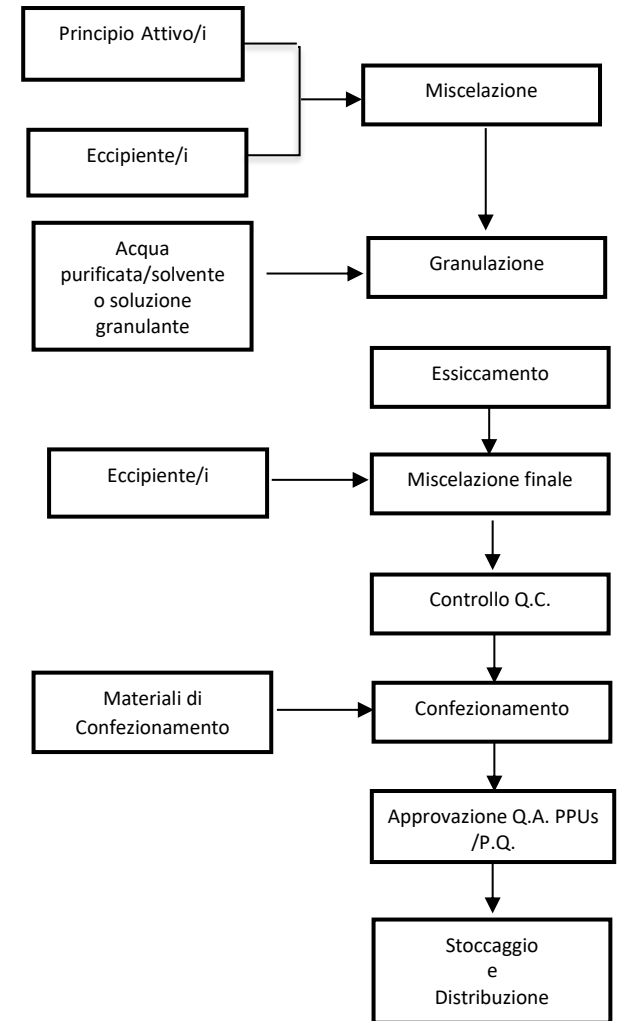 Principio Attivo/i
Miscelazione
Eccipiente/i
Acqua
purificata/solvente
o soluzione
granulante
Granulazione
Essiccamento
Eccipiente/i
Miscelazione finale
Controllo Q.C.
Materiali di
Confezionamento
Confezionamento
Approvazione Q.A. PPUs
/P.Q.
Stoccaggio
e
Distribuzione